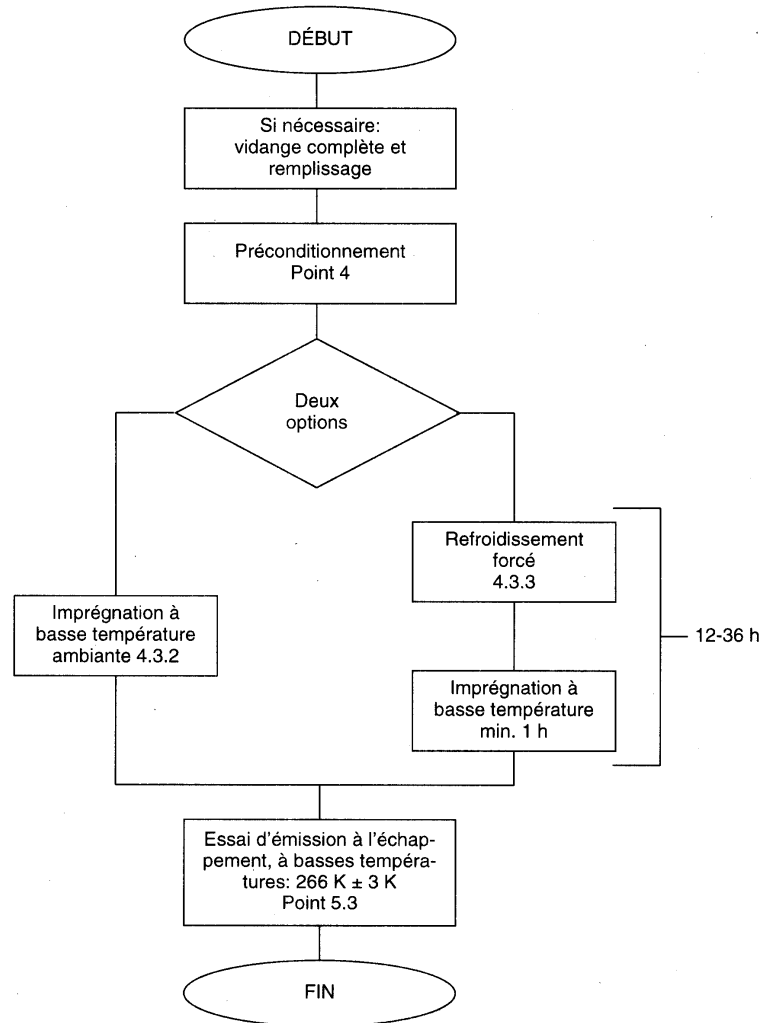 DÉBUT
Si nécessaire:
vidange complète et
remplissage
Préconditionnement
Point 4
Deux
options
Refroidissement
forcé
4.3.3
Imprégnation à
basse température
ambiante 4.3.2
12-36 h
Imprégnation à
basse température
min. 1 h
Essai d'émission à l'échap-
pement, à basses tempéra-
tures: 266 K ± 3 K
Point 5.3
FIN